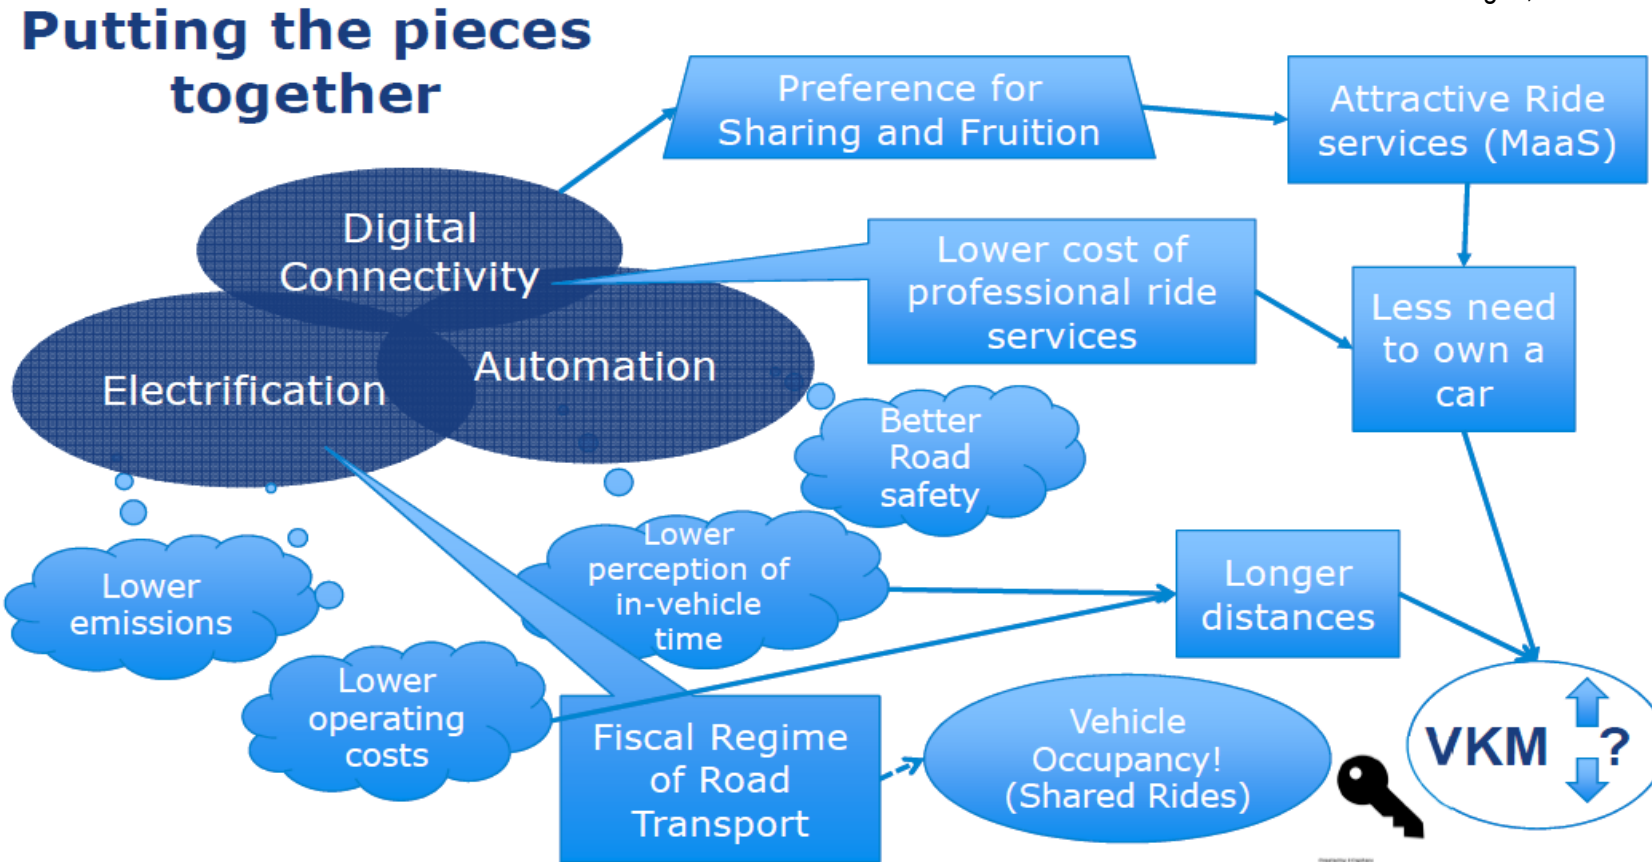 Putting the pieces
together
Preference for
Sharing and Fruition
Attractive Ride
services (MaaS)
Digital
Connectivity
Lower cost of
professional ride
services
Less need
to own a
car
Automation
Electrification
Better
Road
safety
Lower
perception of
in-vehicle
time
Lower
emissions
Longer
distances
Lower
operating
costs
Fiscal Regime
of Road
Transport
Vehicle
Occupancy!
(Shared Rides)
VKM ?